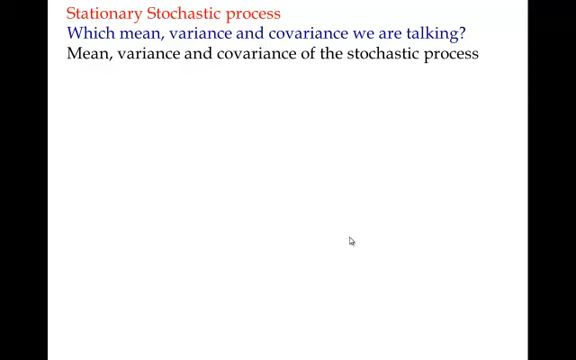 Stationary Stochastic process
Which mean, variance and covariance we are talking?
Mean, variance and covariance of the stochastic process